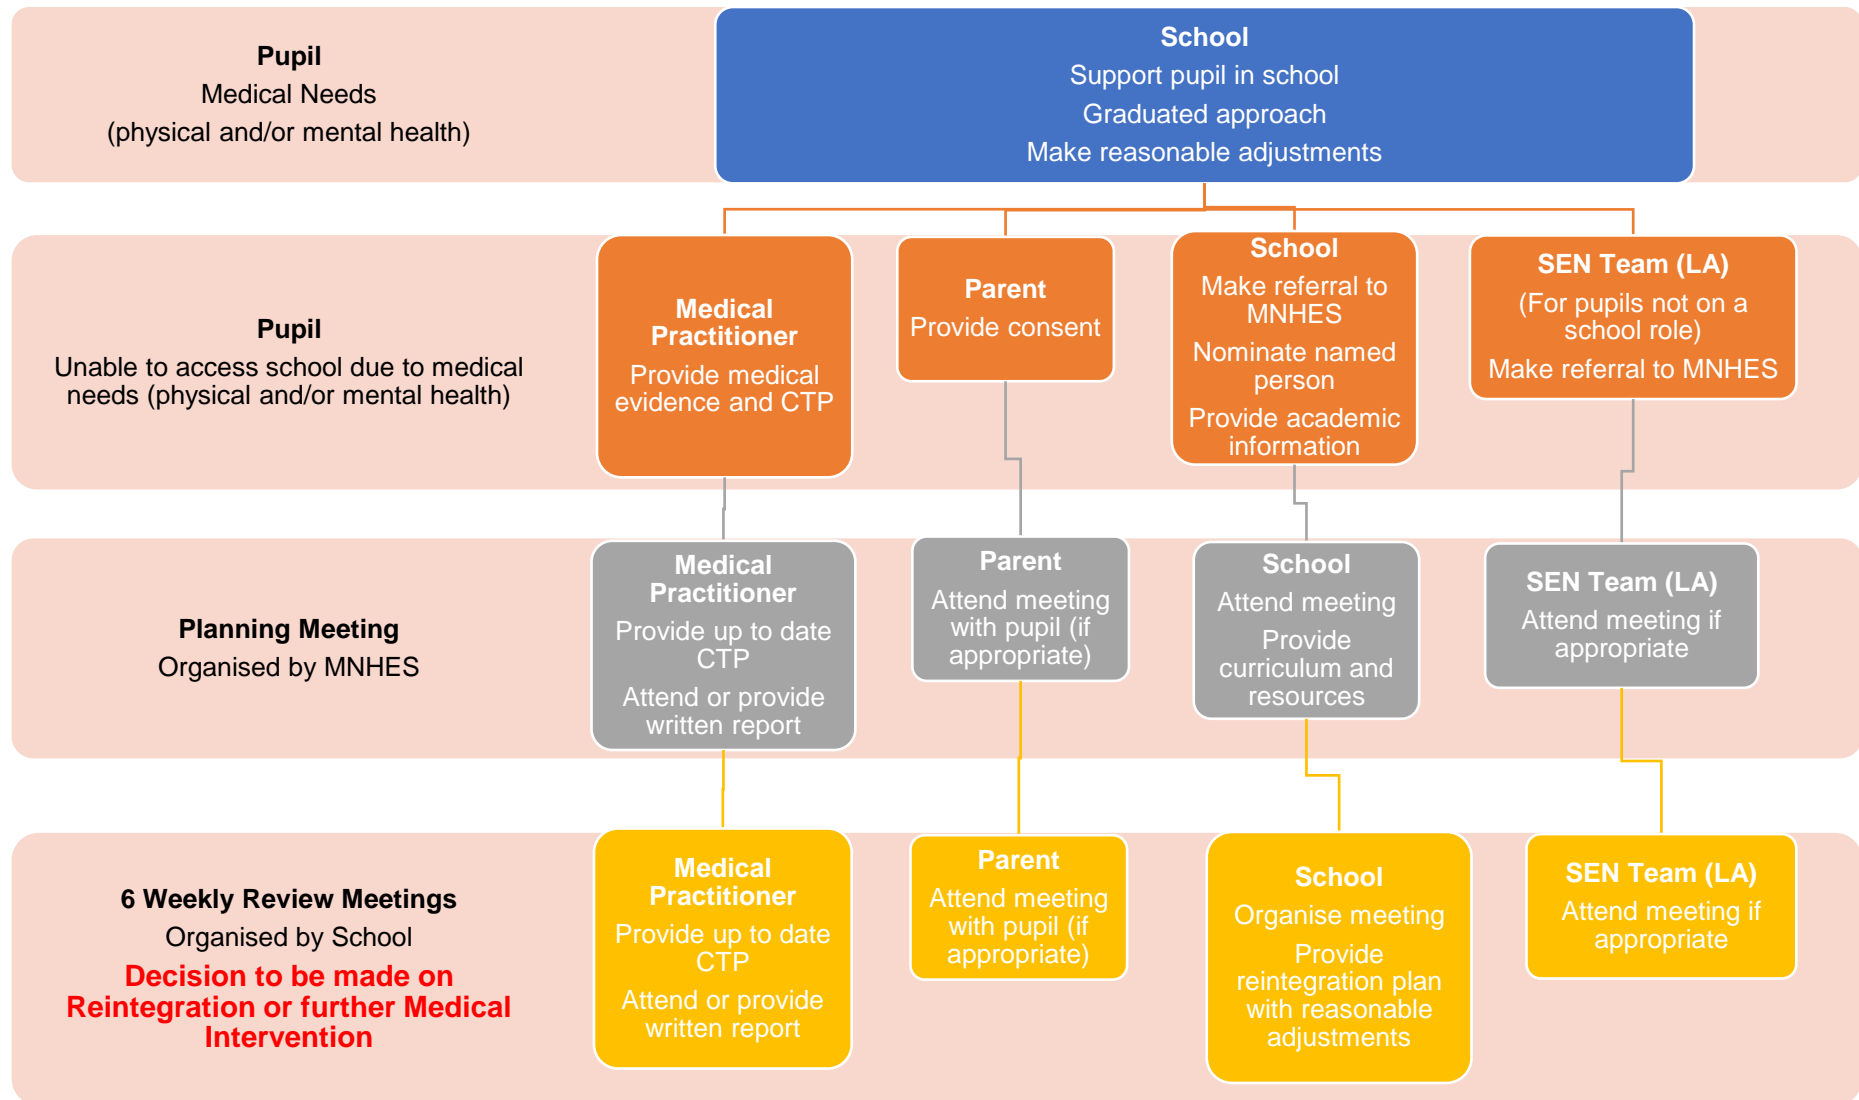 Pupil
Medical Needs
(physical and/or mental health)
School
Support pupil in school
Graduated approach
Make reasonable adjustments
Pupil
Unable to access school due to medical
needs (physical and/or mental health)
Medical
Practitioner
Provide medical
evidence and CTP
Parent
Provide consent
School
Make referral to
MNHES
Nominate named
person
Provide academic
information
SEN Team (LA)
(For pupils not on a
school role)
Make referral to MNHES
Planning Meeting
Organised by MNHES
Medical
Practitioner
Provide up to date
CTP
Attend or provide
written report
Parent
Attend meeting
with pupil (if
appropriate)
School
Attend meeting
Provide
curriculum and
resources
SEN Team (LA)
Attend meeting if
appropriate
6 Weekly Review Meetings
Organised by School
Decision to be made on
Reintegration or further Medical
Intervention
Medical
Practitioner
Provide up to date
CTP
Attend or provide
written report
Parent
Attend meeting
with pupil (if
appropriate)
School
Organise meeting
Provide
reintegration plan
with reasonable
adjustments
SEN Team (LA)
Attend meeting if
appropriate